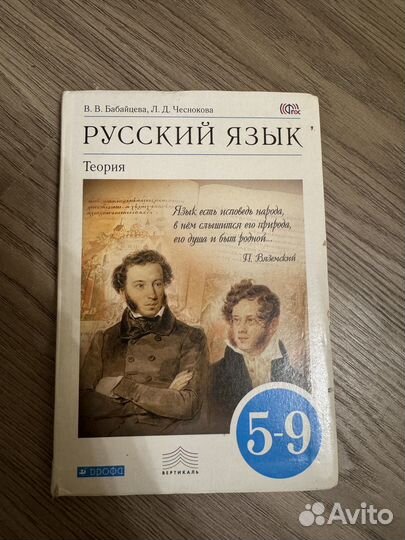 В. В. Бабайцева, Л. Д. Чеснокова
ФГОС
РУССКИЙ ЯЗЫК
Теория
Язык есть исповедь народа,
в нём слышится его природа,
его душа и быт родной...
П. Вяземский
5-9
дрофа
ВЕРТИКАЛЬ
Avito